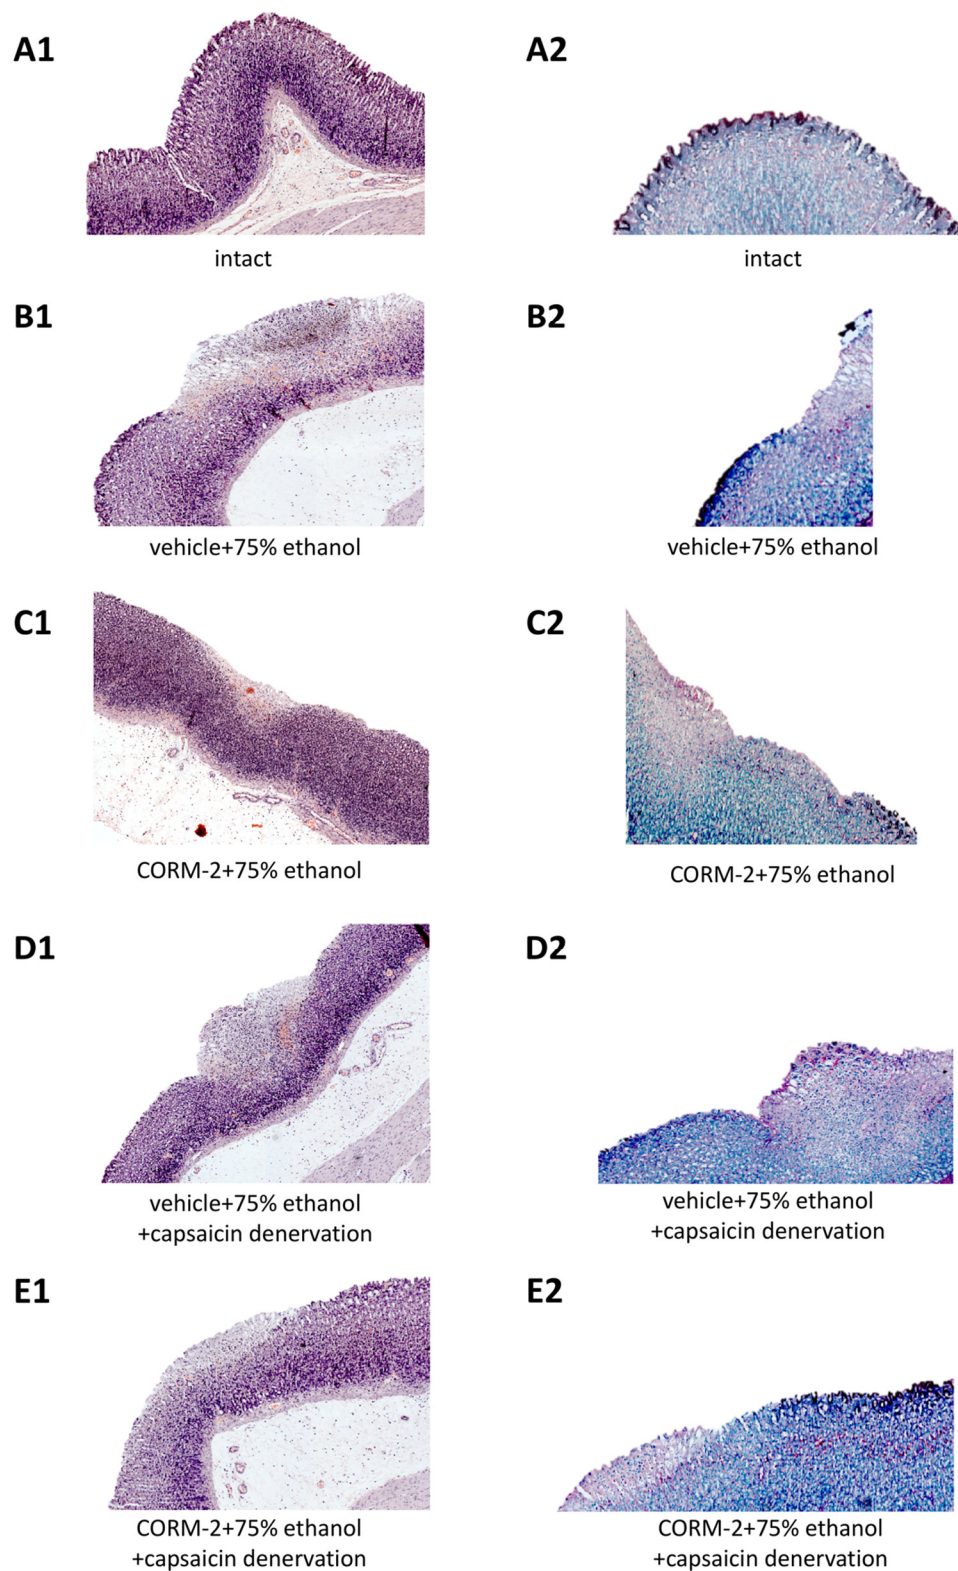 A1
A2
intact
intact
B1
B2
vehicle+75% ethanol
vehicle+75% ethanol
C1
C2
CORM-2+75% ethanol
CORM-2+75% ethanol
D1
D2
vehicle+75% ethanol
+capsaicin denervation
vehicle+75% ethanol
+capsaicin denervation
E1
E2
CORM-2+75% ethanol
+capsaicin denervation
CORM-2+75% ethanol
+capsaicin denervation